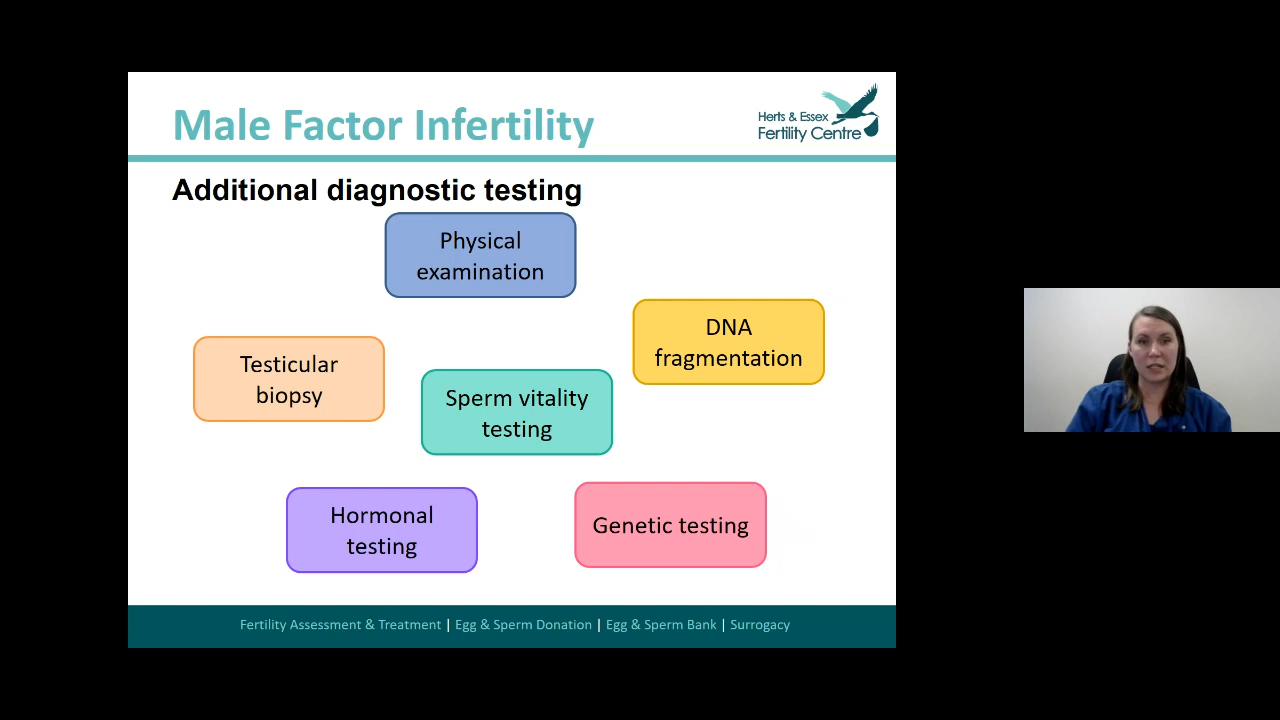 Male Factor Infertility
Herts & Essex
Fertility Centre
Additional diagnostic testing
Physical
examination
DNA
fragmentation
Testicular
biopsy
Sperm vitality
testing
Hormonal
testing
Genetic testing
Fertility Assessment & Treatment | Egg & Sperm Donation | Egg & Sperm Bank | Surrogacy